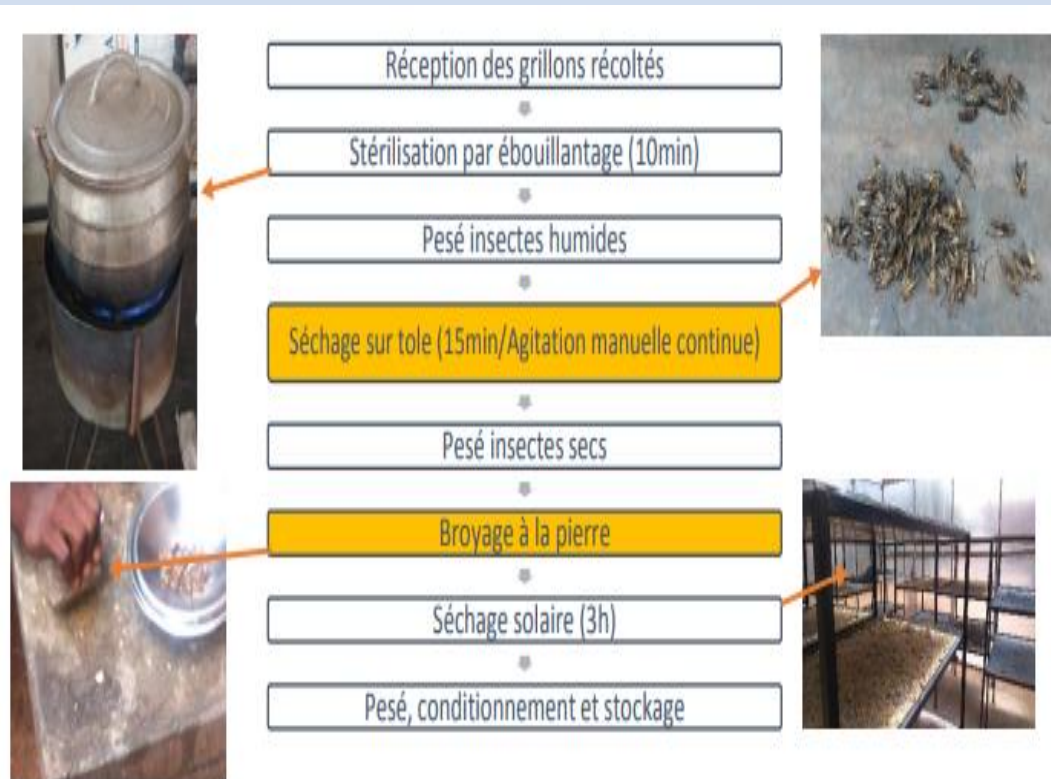 Réception des grillons récoltés
Stérilisation par ébouillantage (10min)
Pesé insectes humides
Séchage sur tole (15min/Agitation manuelle continue)
Pesé insectes secs
Broyage à la pierre
Séchage solaire (3h)
Pesé, conditionnement et stockage